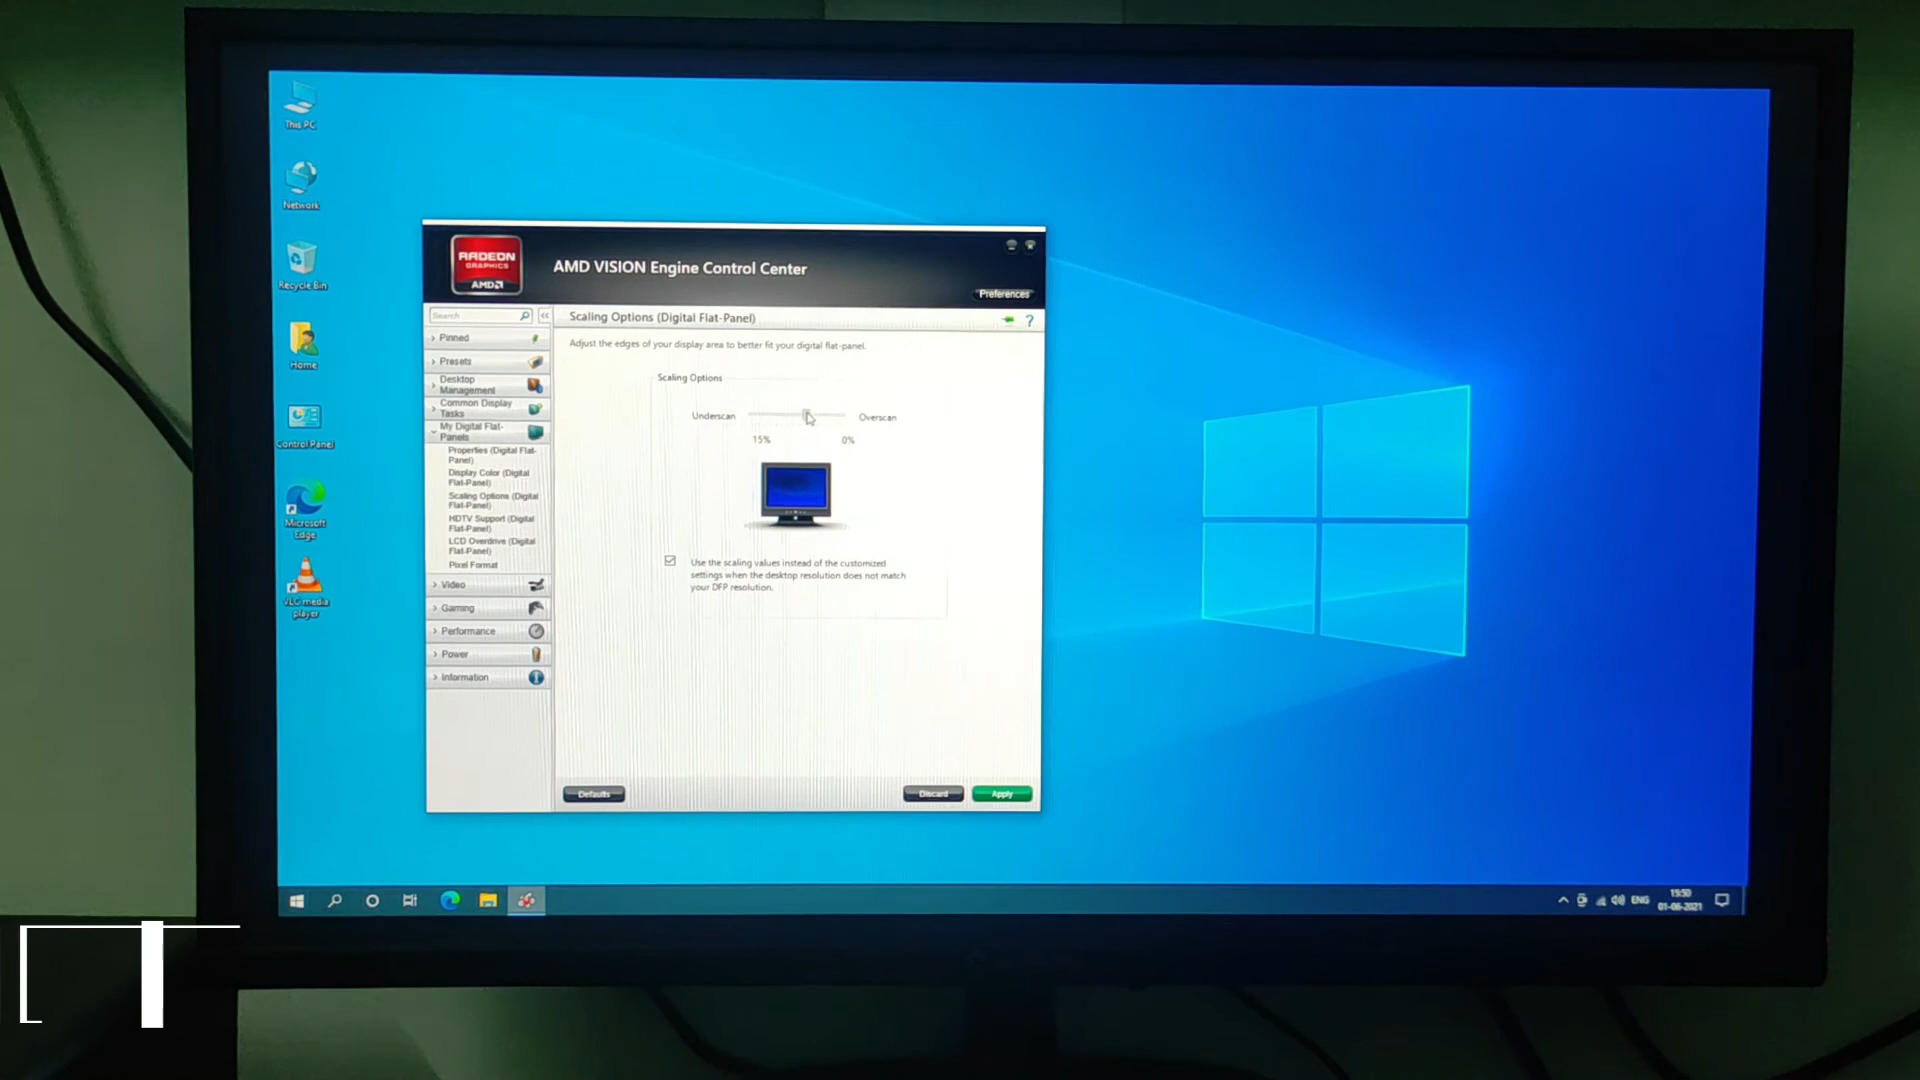 This PC
Network
Recycle Bin
Home
Control Panel
Microsoft
Edge
VLC media
player
RADEON
GRAPHICS
AMD
AMD VISION Engine Control Center
Preferences
Search
Scaling Options (Digital Flat-Panel)
?
Adjust the edges of your display area to better fit your digital flat-panel.
Pinned
Presets
Desktop
Management
Common Display
Tasks
My Digital Flat-
Panels
Properties (Digital Flat-
Panel)
Display Color (Digital
Flat-Panel)
Scaling Options (Digital
Flat-Panel)
HDTV Support (Digital
Flat-Panel)
LCD Overdrive (Digital
Flat-Panel)
Pixel Format
Video
Gaming
Performance
Power
Information
Scaling Options
Underscan
Overscan
15%
0%
Use the scaling values instead of the customized
settings when the desktop resolution does not match
your DFP resolution.
Defaults
Discard
Apply
ENG
15:50
01-06-2021